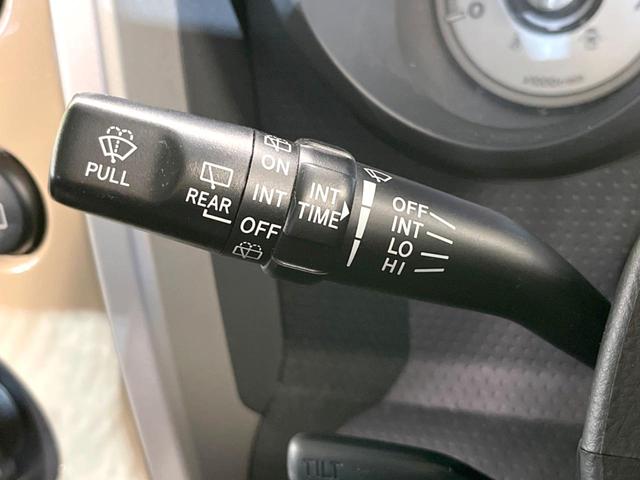 PULL
REAR
ON
INT
OFF
INT
TIME
OFF
INT
LO
HI
TILT